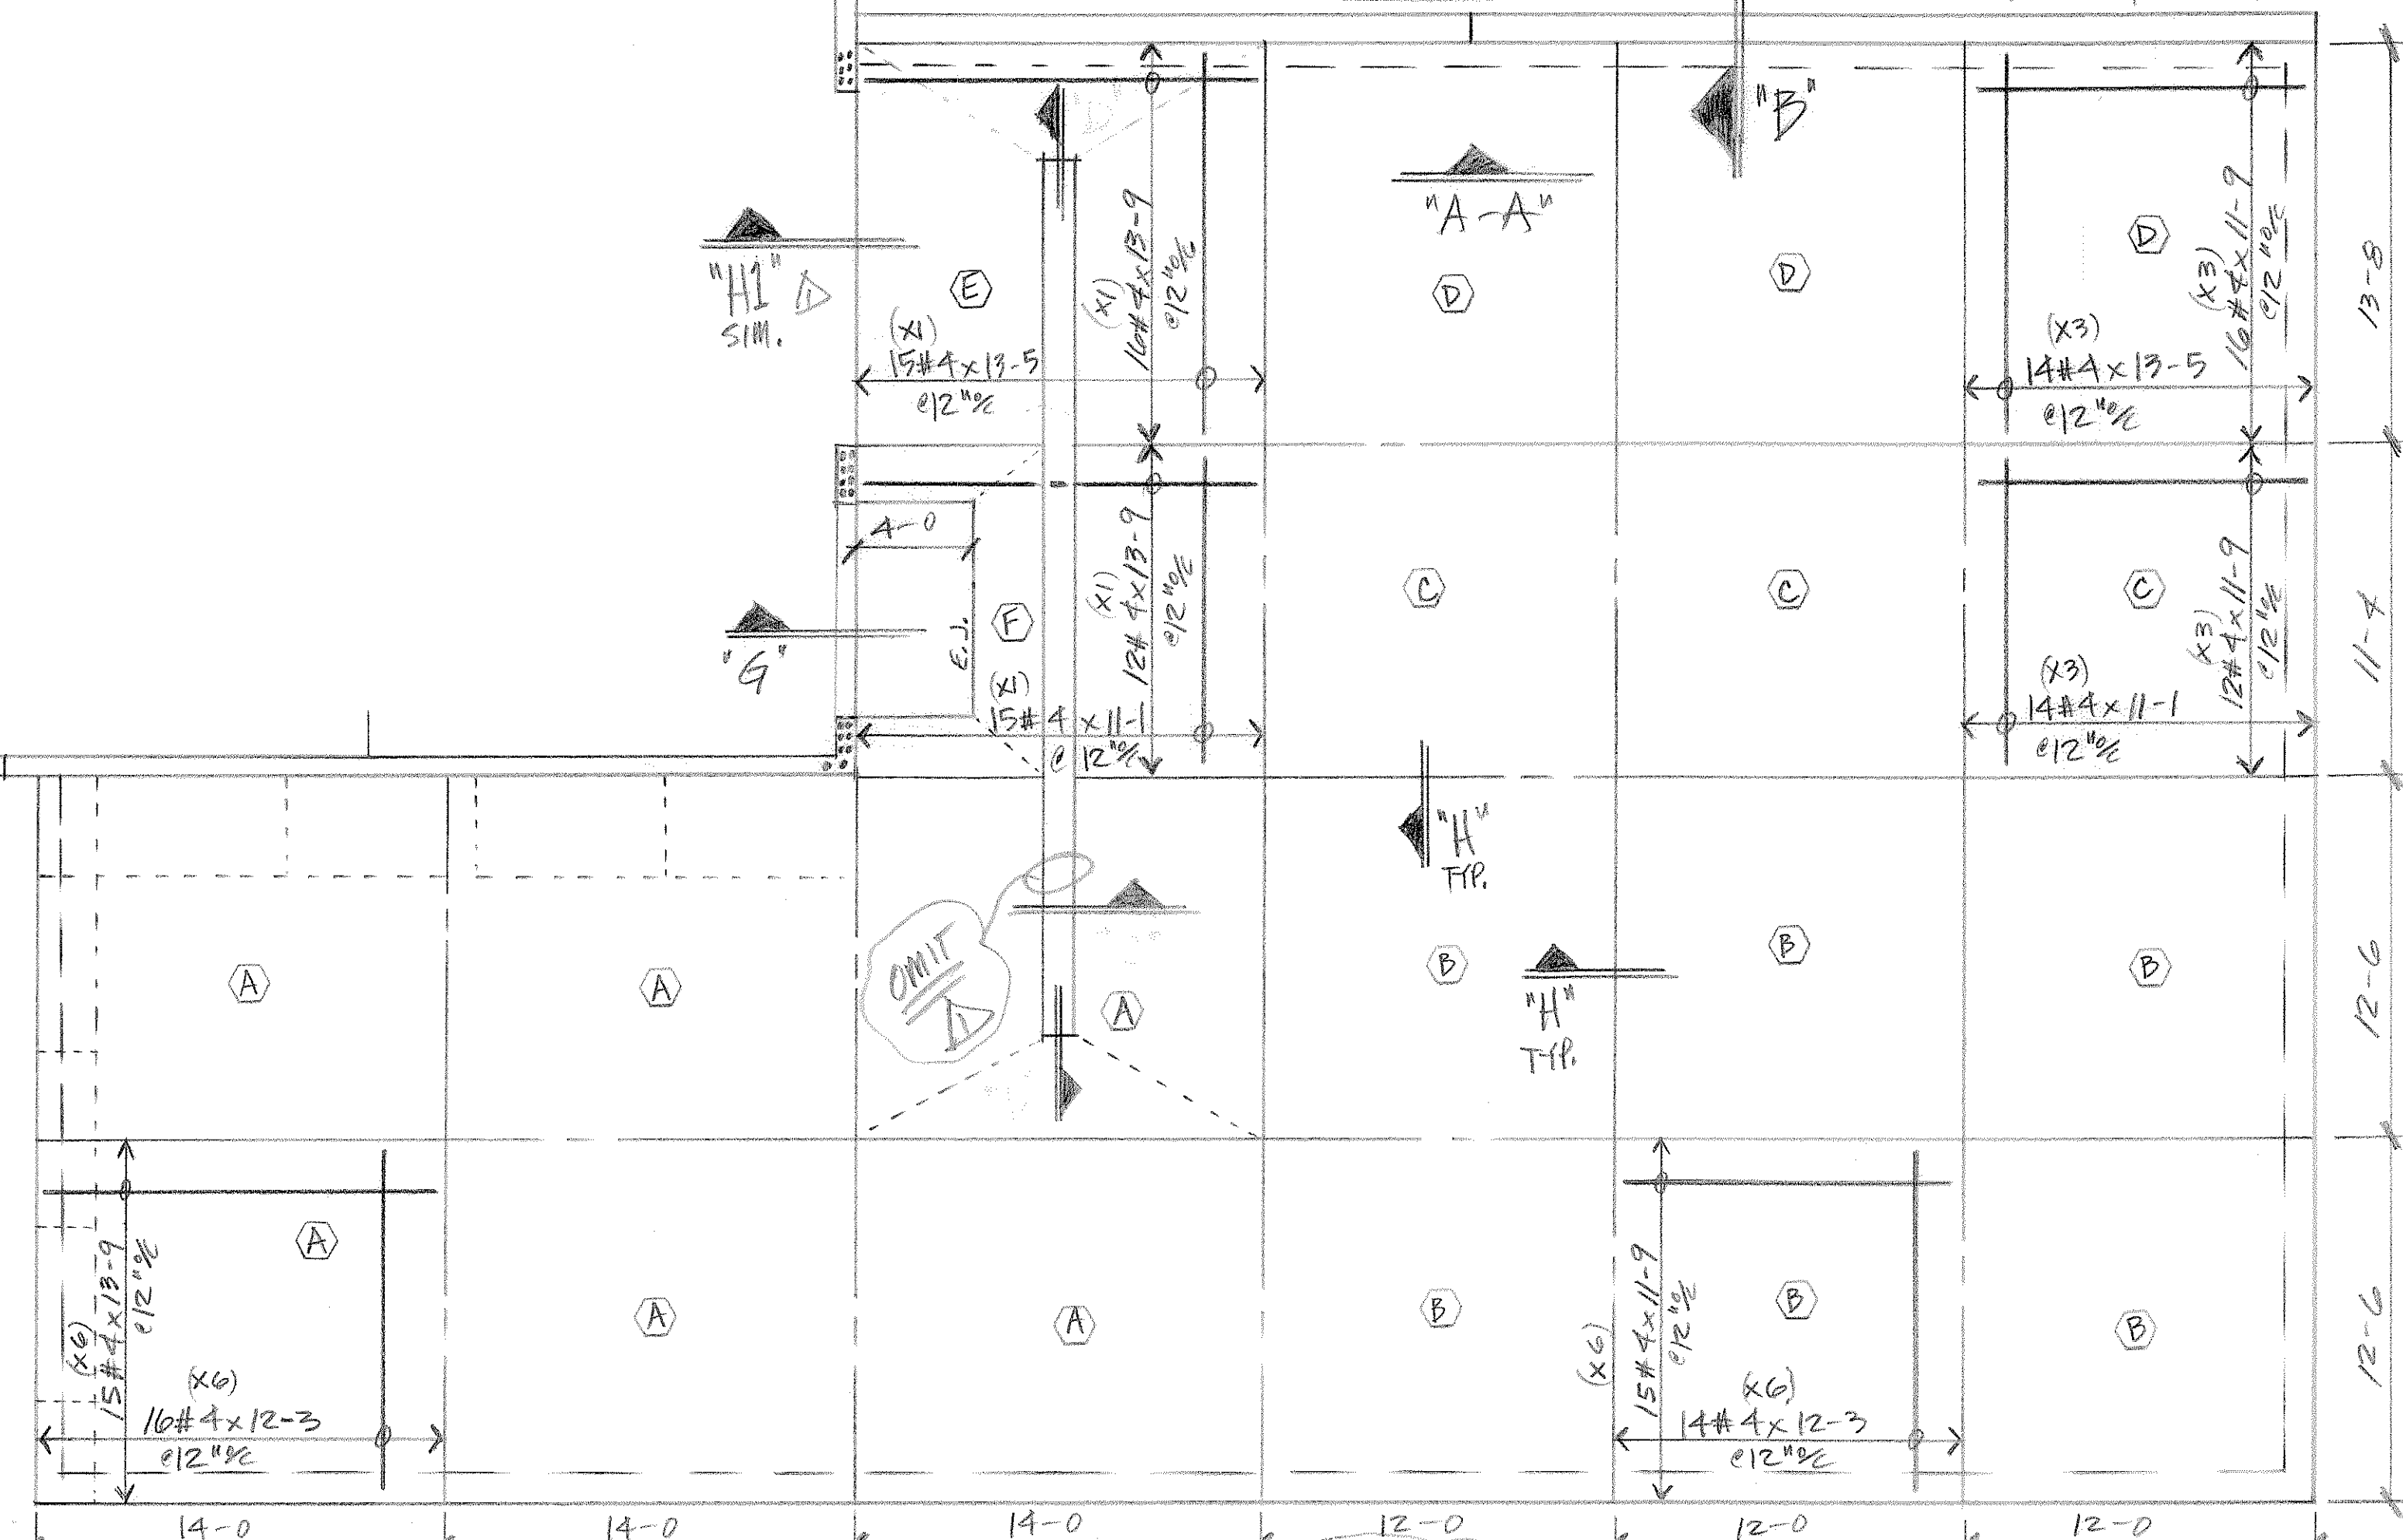 "B"
"A-A"
"H1"
SIM.
1
E
(X1)
15#4x13-5
@12"o/c
(X1)
16#4x13-9
@12"o/c
D
D
D
(X3)
14#4x13-5
@12"o/c
(X3)
16#4x11-9
@12"o/c
13-8
4-0
"G"
E.J.
F
(X1)
15#4x11-1
@12"o/c
(X1)
12#4x13-9
@12"o/c
C
C
C
(X3)
14#4x11-1
@12"o/c
(X3)
12#4x11-9
@12"o/c
11-4
"H"
TYP.
OMIT
1
A
A
A
B
"H"
TYP.
B
B
12-6
A
(X6)
15#4x13-9
@12"o/c
(X6)
16#4x12-3
@12"o/c
A
A
B
(X6)
15#4x11-9
@12"o/c
B
(X6)
14#4x12-3
@12"o/c
B
12-6
14-0
14-0
14-0
12-0
12-0
12-0